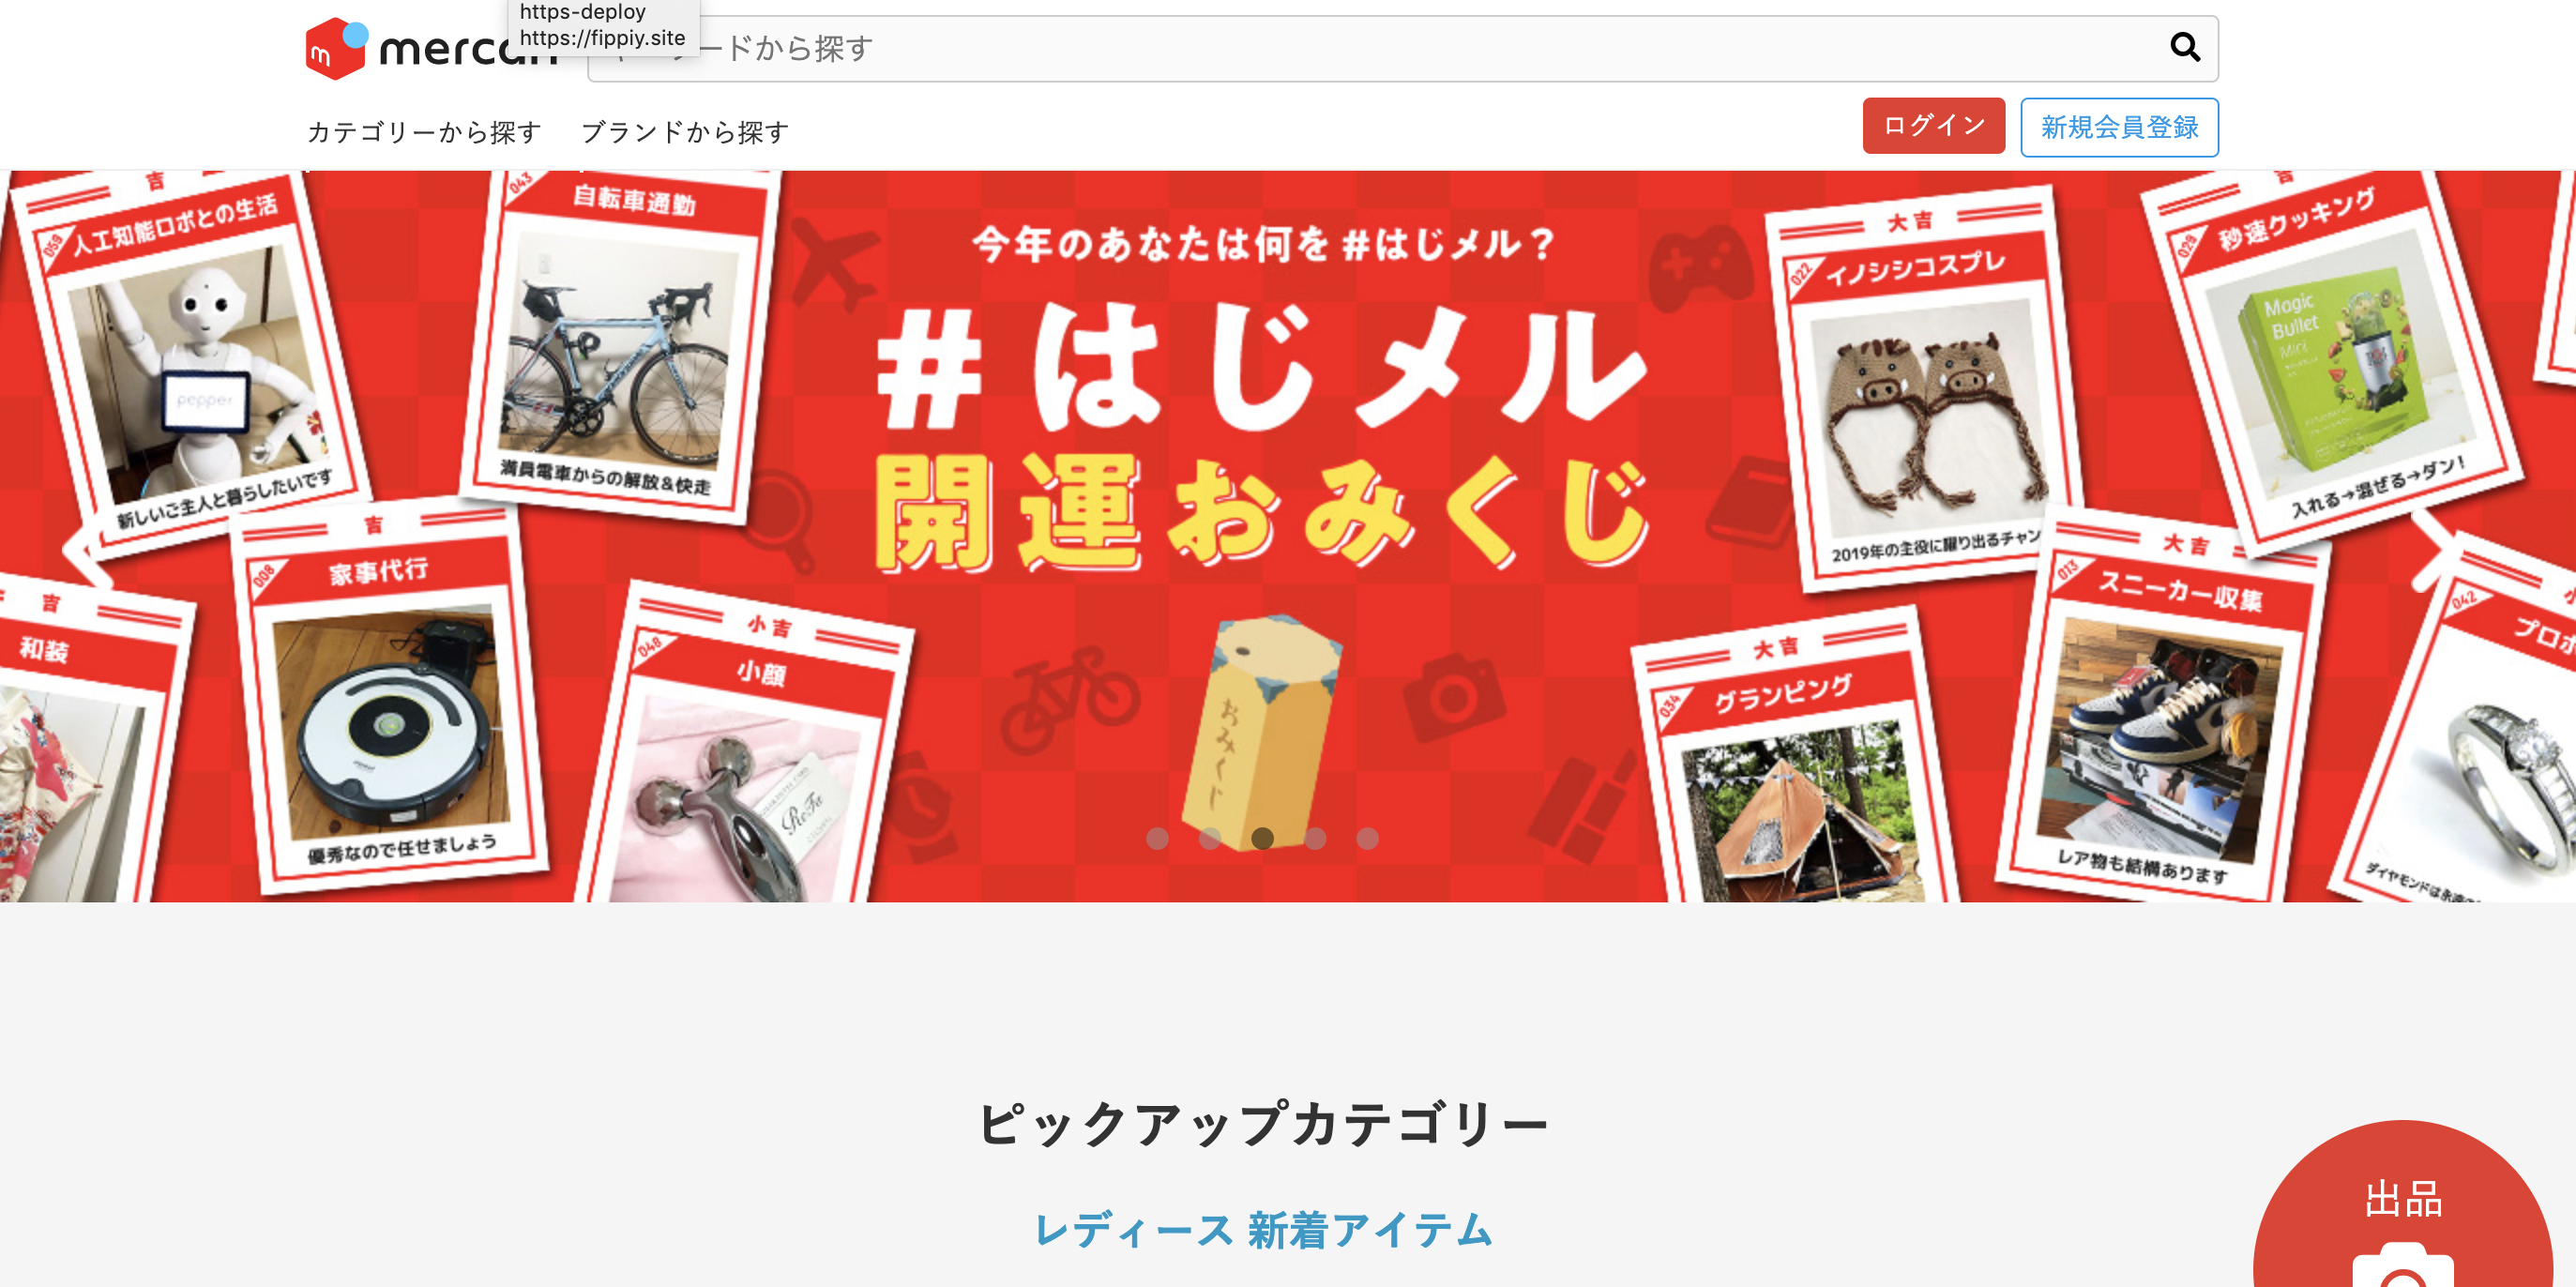 https-deploy
https://fippiy.site
mercari
ードから探す
カテゴリーから探す
ブランドから探す
ログイン
新規会員登録
今年のあなたは何を #はじメル？
#はじメル
開運おみくじ
おみくじ
吉
059
人工知能ロボとの生活
pepper
新しいご主人と暮らしたいです
043
自転車通勤
満員電車からの解放&快走
吉
和装
吉
008
家事代行
優秀なので任せましょう
小吉
048
小顔
ReFa
大吉
022
イノシシコスプレ
2019年の主役に躍り出るチャン
吉
029
秒速クッキング
Magic
Bullet
Mini
入れる→混ぜる→ダン！
大吉
034
グランピング
大吉
013
スニーカー収集
レア物も結構あります
042
プロポ
ダイヤモンドは永遠の
ピックアップカテゴリー
レディース 新着アイテム
出品